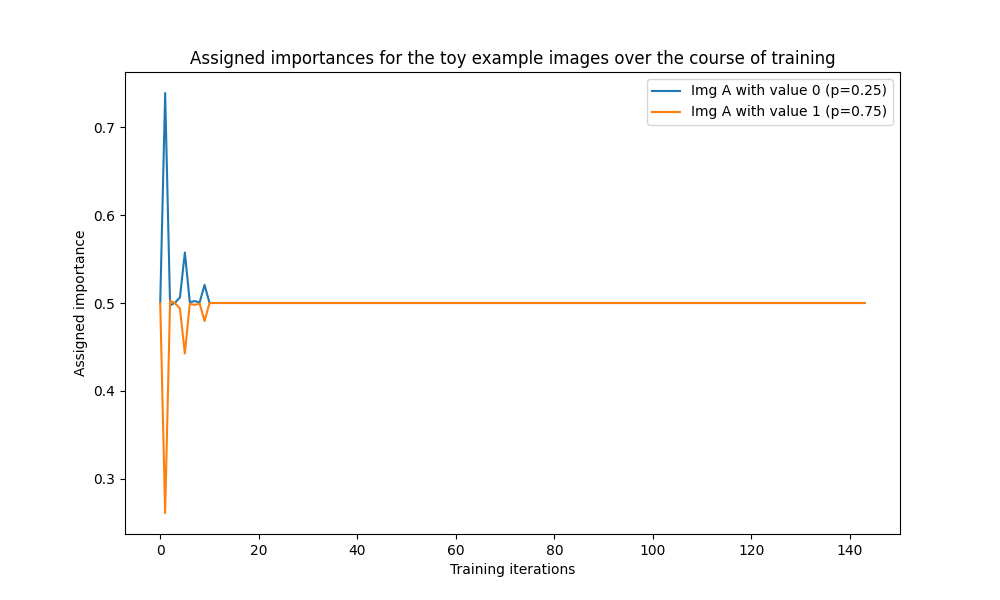 Assigned importances for the toy example images over the course of training
Img A with value 0 (p=0.25)
Img A with value 1 (p=0.75)
0.7
0.6
0.5
0.4
0.3
Assigned importance
0 20 40 60 80 100 120 140
Training iterations